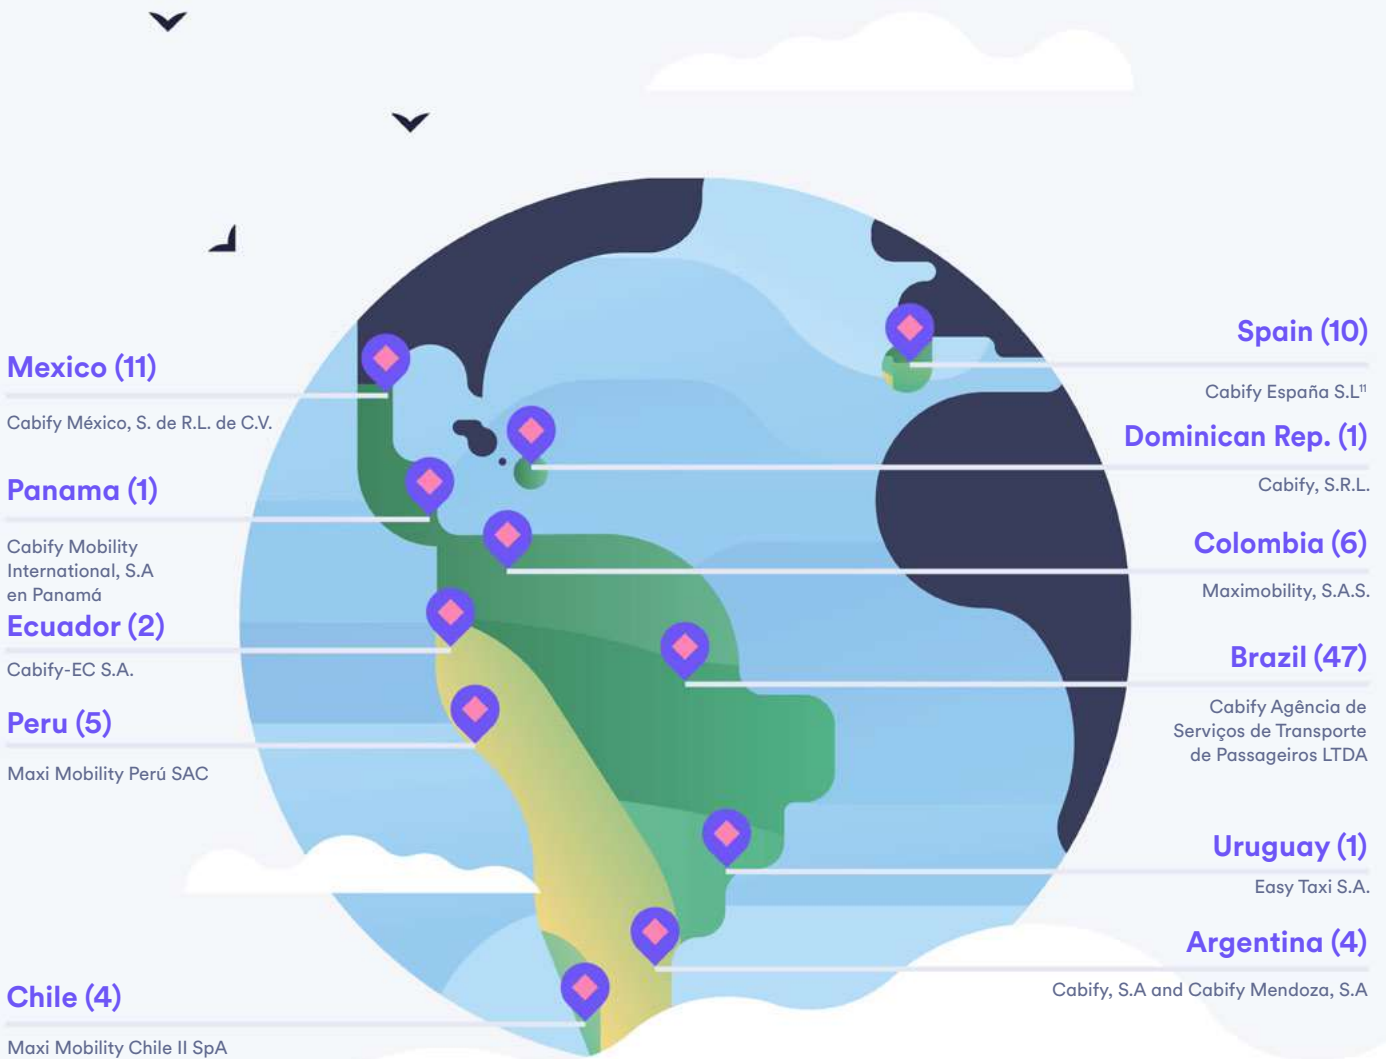 Mexico (11)
Cabify México, S. de R.L. de C.V.
Panama (1)
Cabify Mobility
International, S.A
en Panamá
Ecuador (2)
Cabify-EC S.A.
Peru (5)
Maxi Mobility Perú SAC
Chile (4)
Maxi Mobility Chile II SpA
Spain (10)
Cabify España S.L¹¹
Dominican Rep. (1)
Cabify, S.R.L.
Colombia (6)
Maximobility, S.A.S.
Brazil (47)
Cabify Agência de
Serviços de Transporte
de Passageiros LTDA
Uruguay (1)
Easy Taxi S.A.
Argentina (4)
Cabify, S.A and Cabify Mendoza, S.A